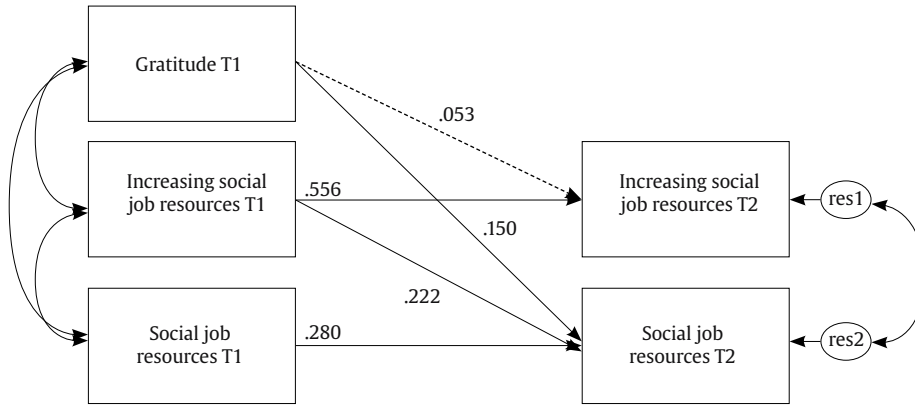 Gratitude T1
.053
Increasing social
job resources T1
.556
Increasing social
job resources T2
res1
.150
.222
Social job
resources T1
.280
Social job
resources T2
res2